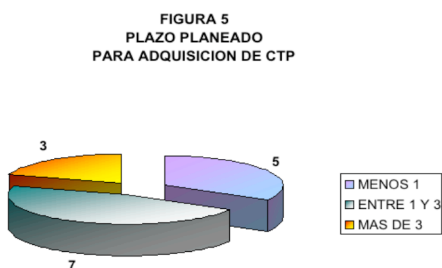 FIGURA 5
PLAZO PLANEADO
PARA ADQUISICION DE CTP
3
5
7
MENOS 1
ENTRE 1 Y 3
MAS DE 3